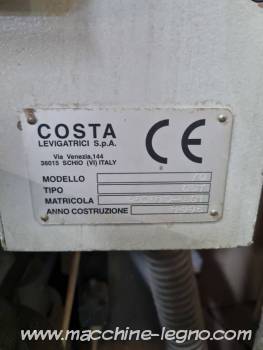 COSTA
LEVIGATRICI S.p.A.
Via Venezia,144
36015 SCHIO (VI) ITALY
CE
MODELLO
TIPO
MATRICOLA
ANNO COSTRUZIONE
www.macchine-legno.com